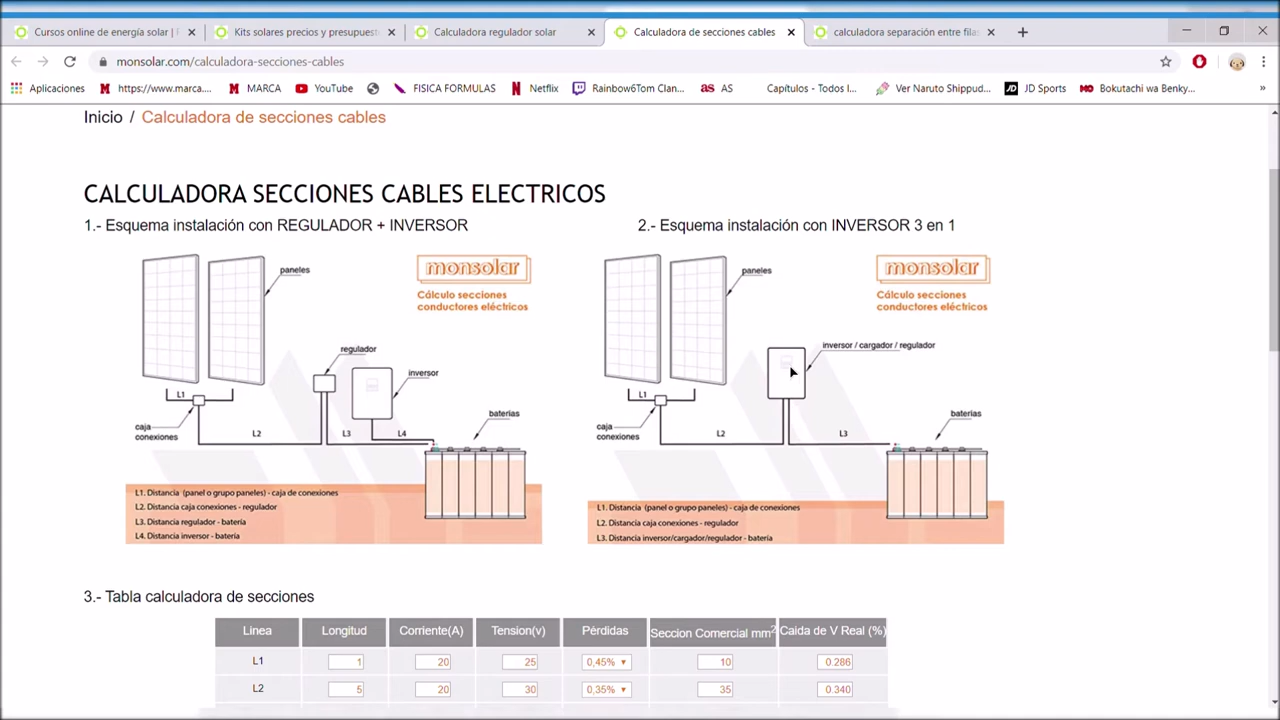 Cursos online de energía solar |
Kits solares precios y presupuest
Calculadora regulador solar
Calculadora de secciones cables
calculadora separación entre filas
monsolar.com/calculadora-secciones-cables
Aplicaciones
https://www.marca....
MARCA
YouTube
FISICA FORMULAS
Netflix
Rainbow6Tom Clan...
AS
Capítulos - Todos l...
Ver Naruto Shippud...
JD Sports
Bokutachi wa Benky...
Inicio / Calculadora de secciones cables
CALCULADORA SECCIONES CABLES ELECTRICOS
1.- Esquema instalación con REGULADOR + INVERSOR
2.- Esquema instalación con INVERSOR 3 en 1
paneles
monsolar
Cálculo secciones
conductores eléctricos
regulador
inversor
L1
caja
conexiones
L2
L3
L4
baterias
L1. Distancia (panel o grupo paneles) - caja de conexiones
L2. Distancia caja conexiones - regulador
L3. Distancia regulador - batería
L4. Distancia inversor - batería
paneles
monsolar
Cálculo secciones
conductores eléctricos
inversor / cargador / regulador
L1
caja
conexiones
L2
L3
baterias
L1. Distancia (panel o grupo paneles) - caja de conexiones
L2. Distancia caja conexiones - regulador
L3. Distancia inversor/cargador/regulador - batería
3.- Tabla calculadora de secciones
Linea Longitud Corriente(A) Tension(v) Pérdidas Seccion Comercial mm2 Caida de V Real (%)
L1 1 20 25 0,45% 10 0.286
L2 5 20 30 0,35% 35 0.340